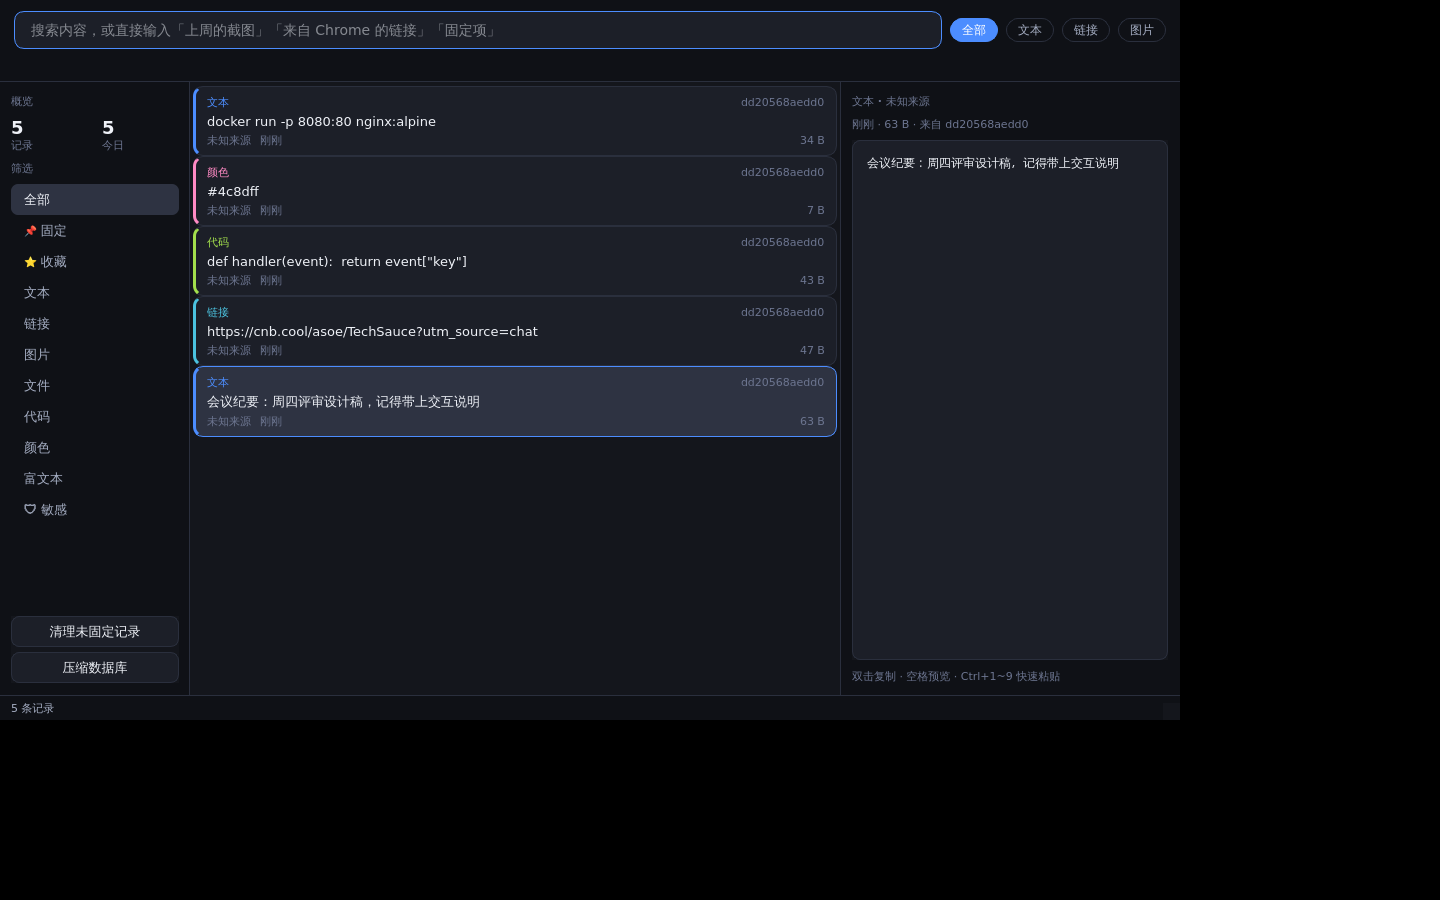 搜索内容，或直接输入「上周的截图」「来自 Chrome 的链接」「固定项」
全部
文本
链接
图片
概览
5
5
记录
今日
筛选
全部
📌 固定
⭐ 收藏
文本
链接
图片
文件
代码
颜色
富文本
🛡 敏感
清理未固定记录
压缩数据库
文本 dd20568aedd0
docker run -p 8080:80 nginx:alpine
未知来源 刚刚 34 B
颜色 dd20568aedd0
#4c8dff
未知来源 刚刚 7 B
代码 dd20568aedd0
def handler(event):  return event["key"]
未知来源 刚刚 43 B
链接 dd20568aedd0
https://cnb.cool/asoe/TechSauce?utm_source=chat
未知来源 刚刚 47 B
文本 dd20568aedd0
会议纪要：周四评审设计稿，记得带上交互说明
未知来源 刚刚 63 B
文本 · 未知来源
刚刚 · 63 B · 来自 dd20568aedd0
会议纪要：周四评审设计稿，记得带上交互说明
双击复制 · 空格预览 · Ctrl+1~9 快速粘贴
5 条记录